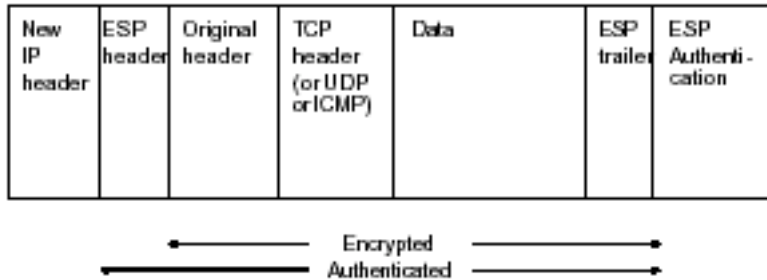 New
IP
header
ESP
header
Original
header
TCP
header
(or UDP
or ICMP)
Data
ESP
trailer
ESP
Authenti-
cation
Encrypted
Authenticated